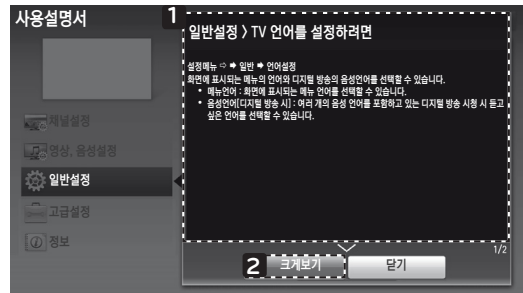 사용설명서
1
일반설정 > TV 언어를 설정하려면
설정메뉴 ⇨ ➡ 일반 ➡ 언어설정
화면에 표시되는 메뉴의 언어와 디지털 방송의 음성언어를 선택할 수 있습니다.
• 메뉴언어 : 화면에 표시되는 메뉴 언어를 선택할 수 있습니다.
• 음성언어[디지털 방송 시] : 여러 개의 음성 언어를 포함하고 있는 디지털 방송 시청 시 듣고
싶은 언어를 선택할 수 있습니다.
채널설정
영상, 음성설정
일반설정
고급설정
정보
1/2
2
크게보기
닫기